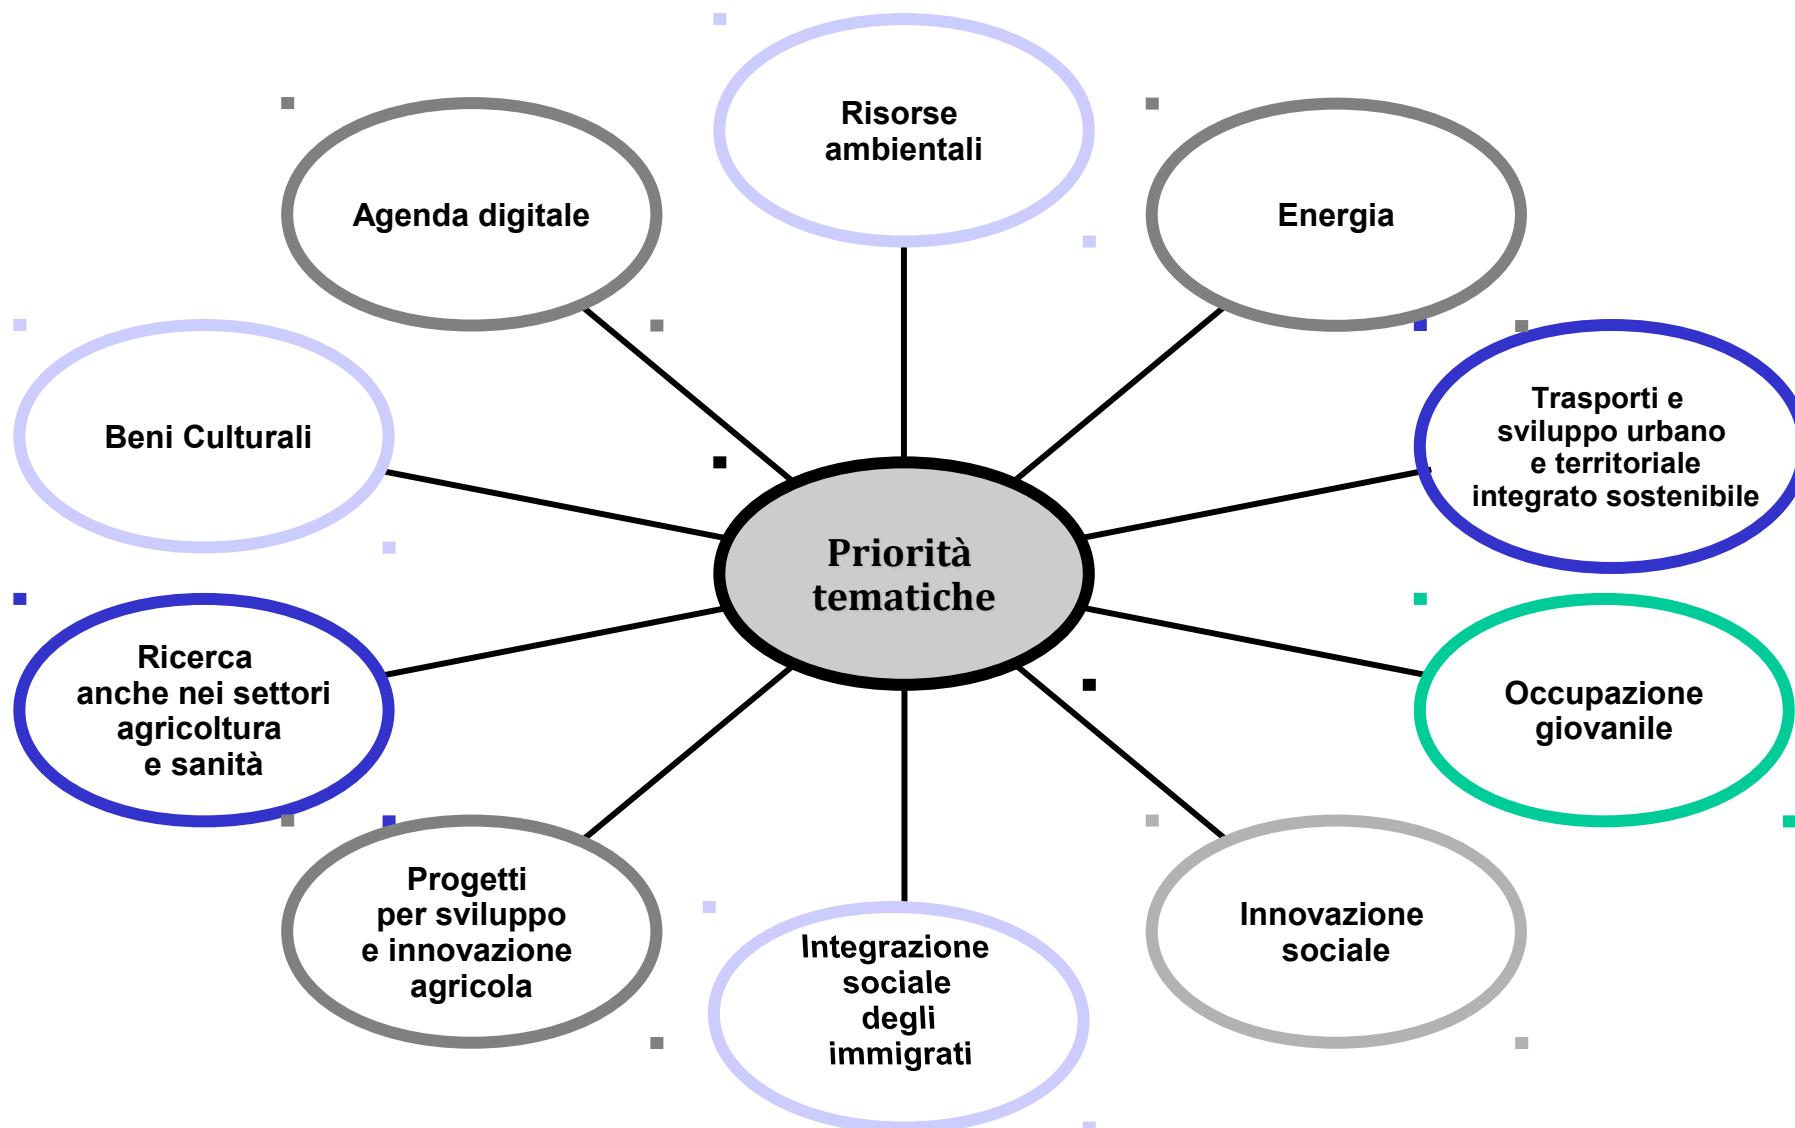 Risorse
ambientali
Agenda digitale
Energia
Beni Culturali
Trasporti e
sviluppo urbano
e territoriale
integrato sostenibile
Priorità
tematiche
Ricerca
anche nei settori
agricoltura
e sanità
Occupazione
giovanile
Progetti
per sviluppo
e innovazione
agricola
Integrazione
sociale
degli
immigrati
Innovazione
sociale